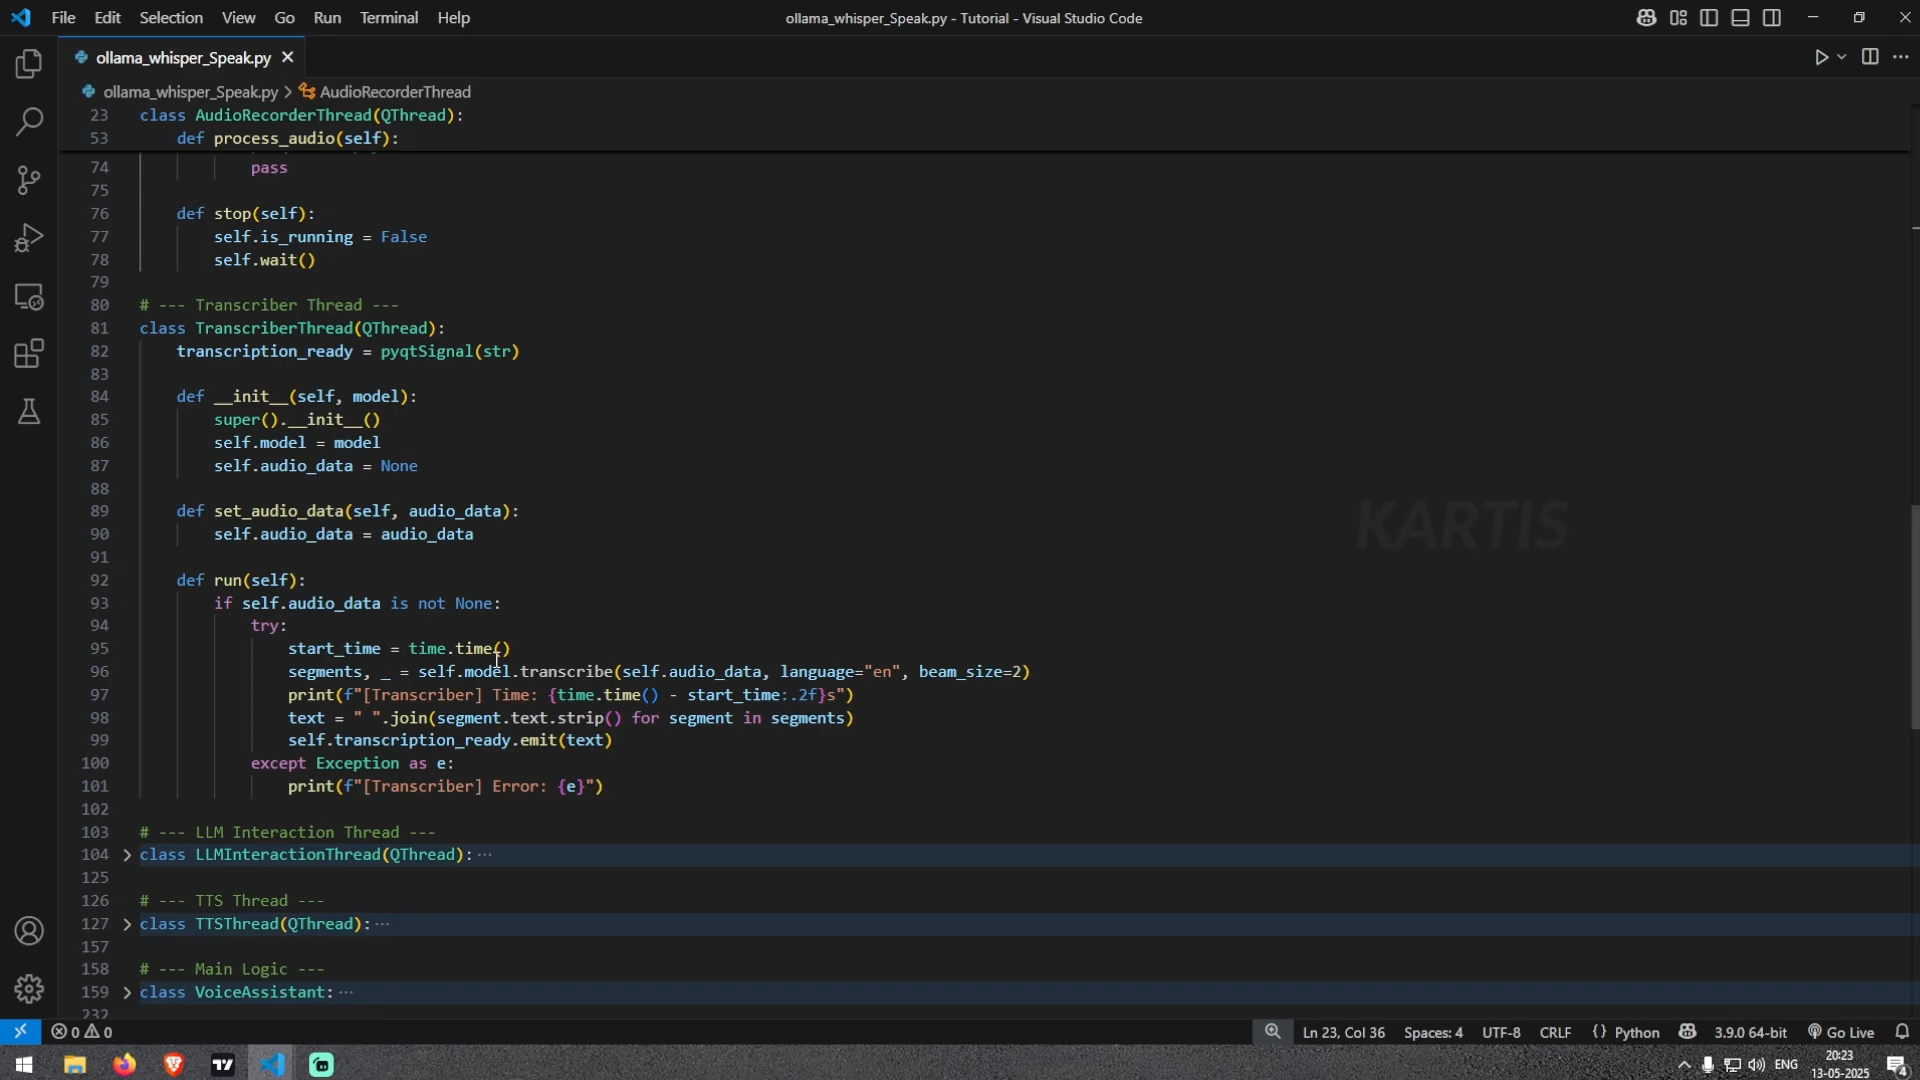 File Edit Selection View Go Run Terminal Help
ollama_whisper_Speak.py - Tutorial - Visual Studio Code
ollama_whisper_Speak.py
ollama_whisper_Speak.py > AudioRecorderThread
23 class AudioRecorderThread(QThread):
53 def process_audio(self):
74 pass
75
76 def stop(self):
77 self.is_running = False
78 self.wait()
79
80 # --- Transcriber Thread ---
81 class TranscriberThread(QThread):
82 transcription_ready = pyqtSignal(str)
83
84 def __init__(self, model):
85 super().__init__()
86 self.model = model
87 self.audio_data = None
88
89 def set_audio_data(self, audio_data):
90 self.audio_data = audio_data
KARTIS
91
92 def run(self):
93 if self.audio_data is not None:
94 try:
95 start_time = time.time()
96 segments, _ = self.model.transcribe(self.audio_data, language="en", beam_size=2)
97 print(f"[Transcriber] Time: {time.time() - start_time:.2f}s")
98 text = " ".join(segment.text.strip() for segment in segments)
99 self.transcription_ready.emit(text)
100 except Exception as e:
101 print(f"[Transcriber] Error: {e}")
102
103 # --- LLM Interaction Thread ---
104 class LLMInteractionThread(QThread): ...
125
126 # --- TTS Thread ---
127 class TTSThread(QThread): ...
157
158 # --- Main Logic ---
159 class VoiceAssistant: ...
232
0 0 Ln 23, Col 36 Spaces: 4 UTF-8 CRLF {} Python 3.9.0 64-bit Go Live
ENG 20:23
13-05-2025 4